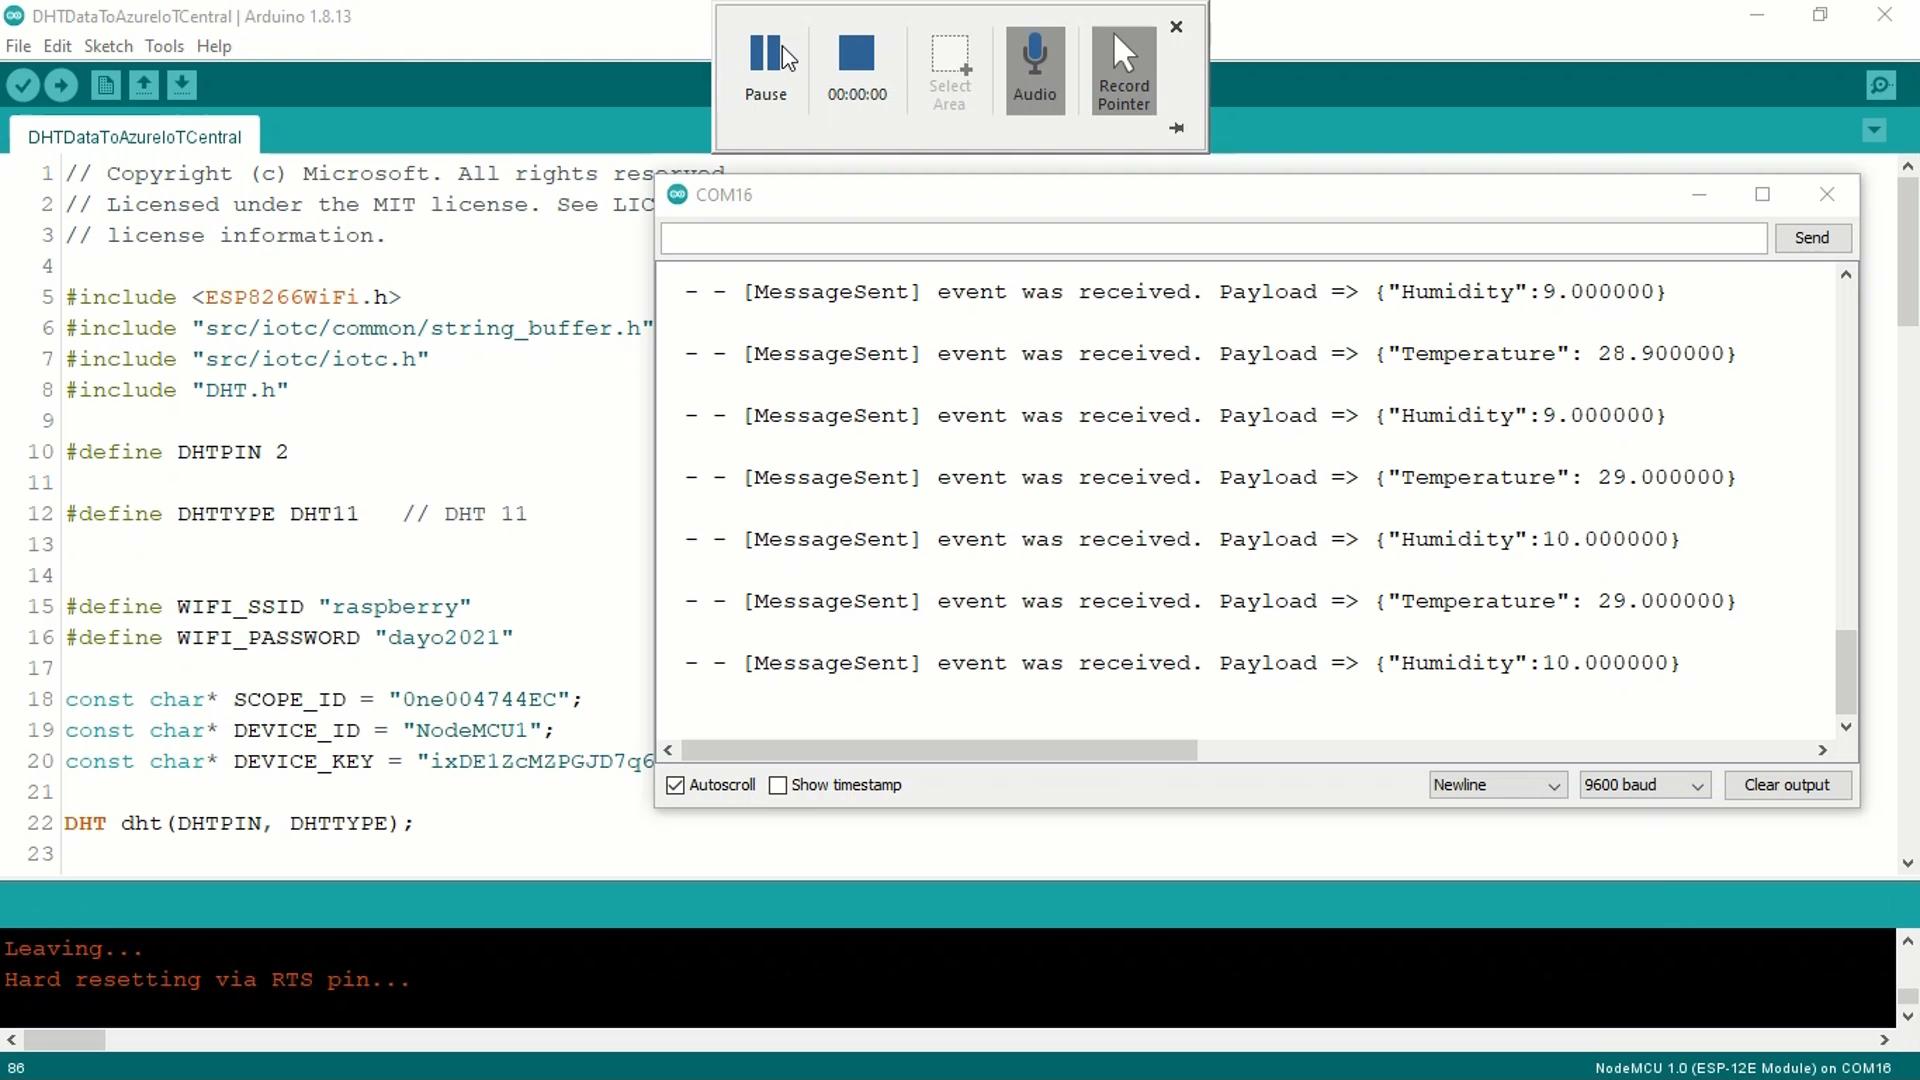 DHTDataToAzureIoTCentral | Arduino 1.8.13
File Edit Sketch Tools Help
Pause
00:00:00
Select Area
Audio
Record Pointer
DHTDataToAzureIoTCentral
1 // Copyright (c) Microsoft. All rights reserved
2 // Licensed under the MIT license. See LIC
3 // license information.
4
5 #include <ESP8266WiFi.h>
6 #include "src/iotc/common/string_buffer.h"
7 #include "src/iotc/iotc.h"
8 #include "DHT.h"
9
10 #define DHTPIN 2
11
12 #define DHTTYPE DHT11 // DHT 11
13
14
15 #define WIFI_SSID "raspberry"
16 #define WIFI_PASSWORD "dayo2021"
17
18 const char* SCOPE_ID = "0ne004744EC";
19 const char* DEVICE_ID = "NodeMCU1";
20 const char* DEVICE_KEY = "ixDE1ZcMZPGJD7q6
21
22 DHT dht(DHTPIN, DHTTYPE);
23
COM16
Send
- - [MessageSent] event was received. Payload => {"Humidity":9.000000}
- - [MessageSent] event was received. Payload => {"Temperature": 28.900000}
- - [MessageSent] event was received. Payload => {"Humidity":9.000000}
- - [MessageSent] event was received. Payload => {"Temperature": 29.000000}
- - [MessageSent] event was received. Payload => {"Humidity":10.000000}
- - [MessageSent] event was received. Payload => {"Temperature": 29.000000}
- - [MessageSent] event was received. Payload => {"Humidity":10.000000}
Autoscroll Show timestamp Newline 9600 baud Clear output
Leaving...
Hard resetting via RTS pin...
86 NodeMCU 1.0 (ESP-12E Module) on COM16